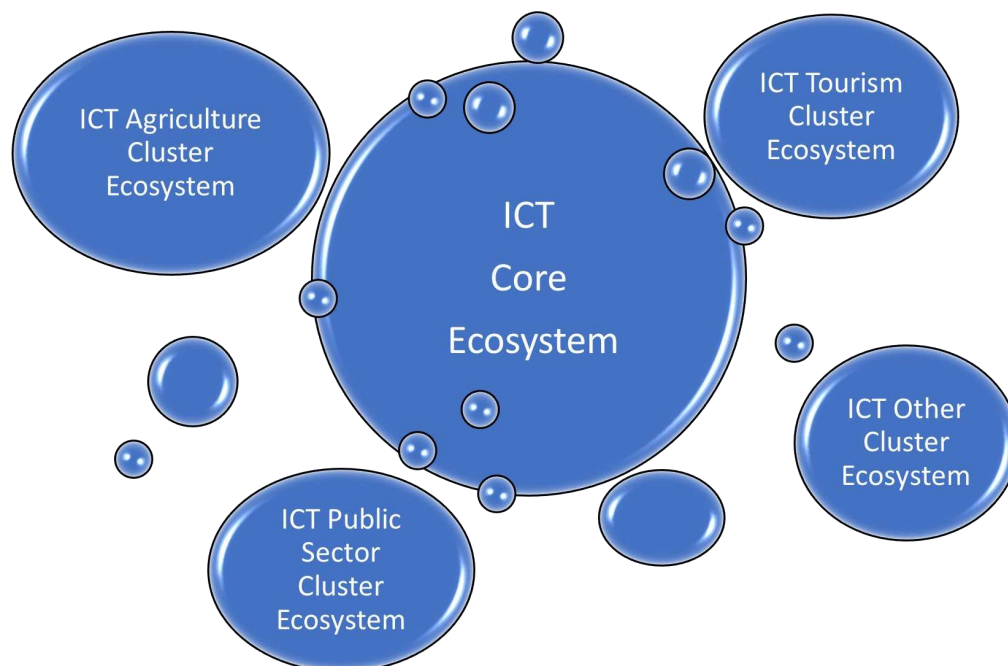 ICT Agriculture
Cluster
Ecosystem
ICT Tourism
Cluster
Ecosystem
ICT
Core
Ecosystem
ICT Other
Cluster
Ecosystem
ICT Public
Sector
Cluster
Ecosystem